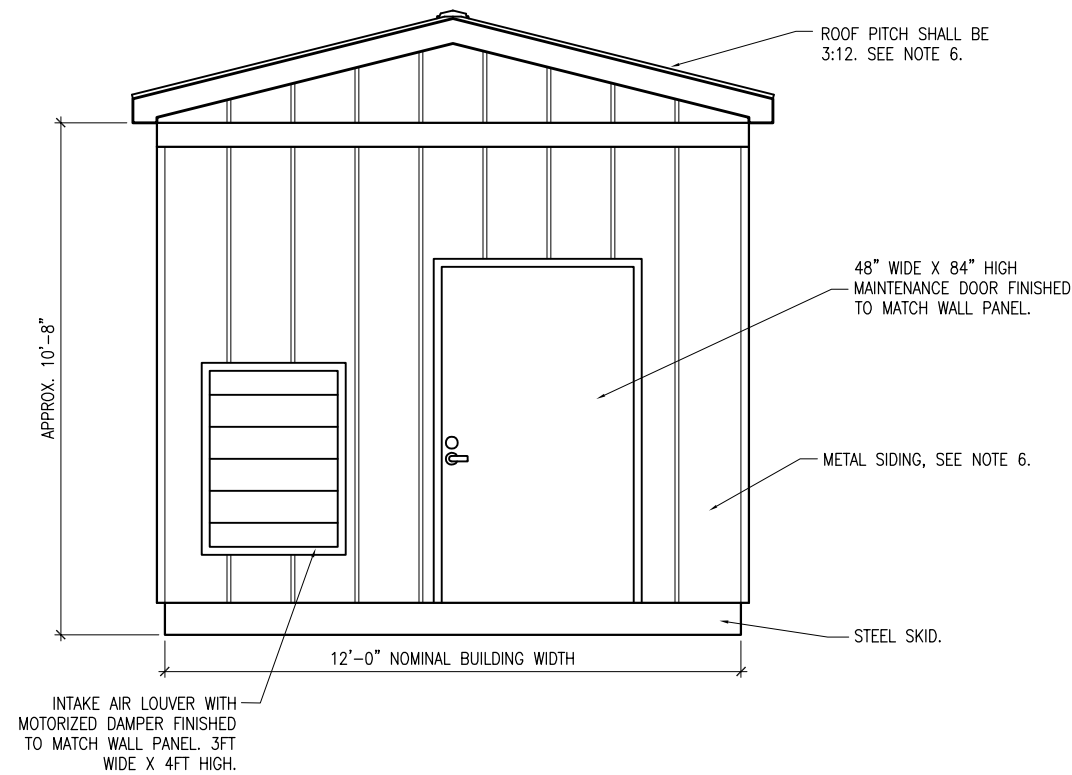 ROOF PITCH SHALL BE
3:12. SEE NOTE 6.
48” WIDE X 84” HIGH
MAINTENANCE DOOR FINISHED
TO MATCH WALL PANEL.
APPROX. 10'-8”
METAL SIDING, SEE NOTE 6.
STEEL SKID.
12'-0” NOMINAL BUILDING WIDTH
INTAKE AIR LOUVER WITH
MOTORIZED DAMPER FINISHED
TO MATCH WALL PANEL. 3FT
WIDE X 4FT HIGH.